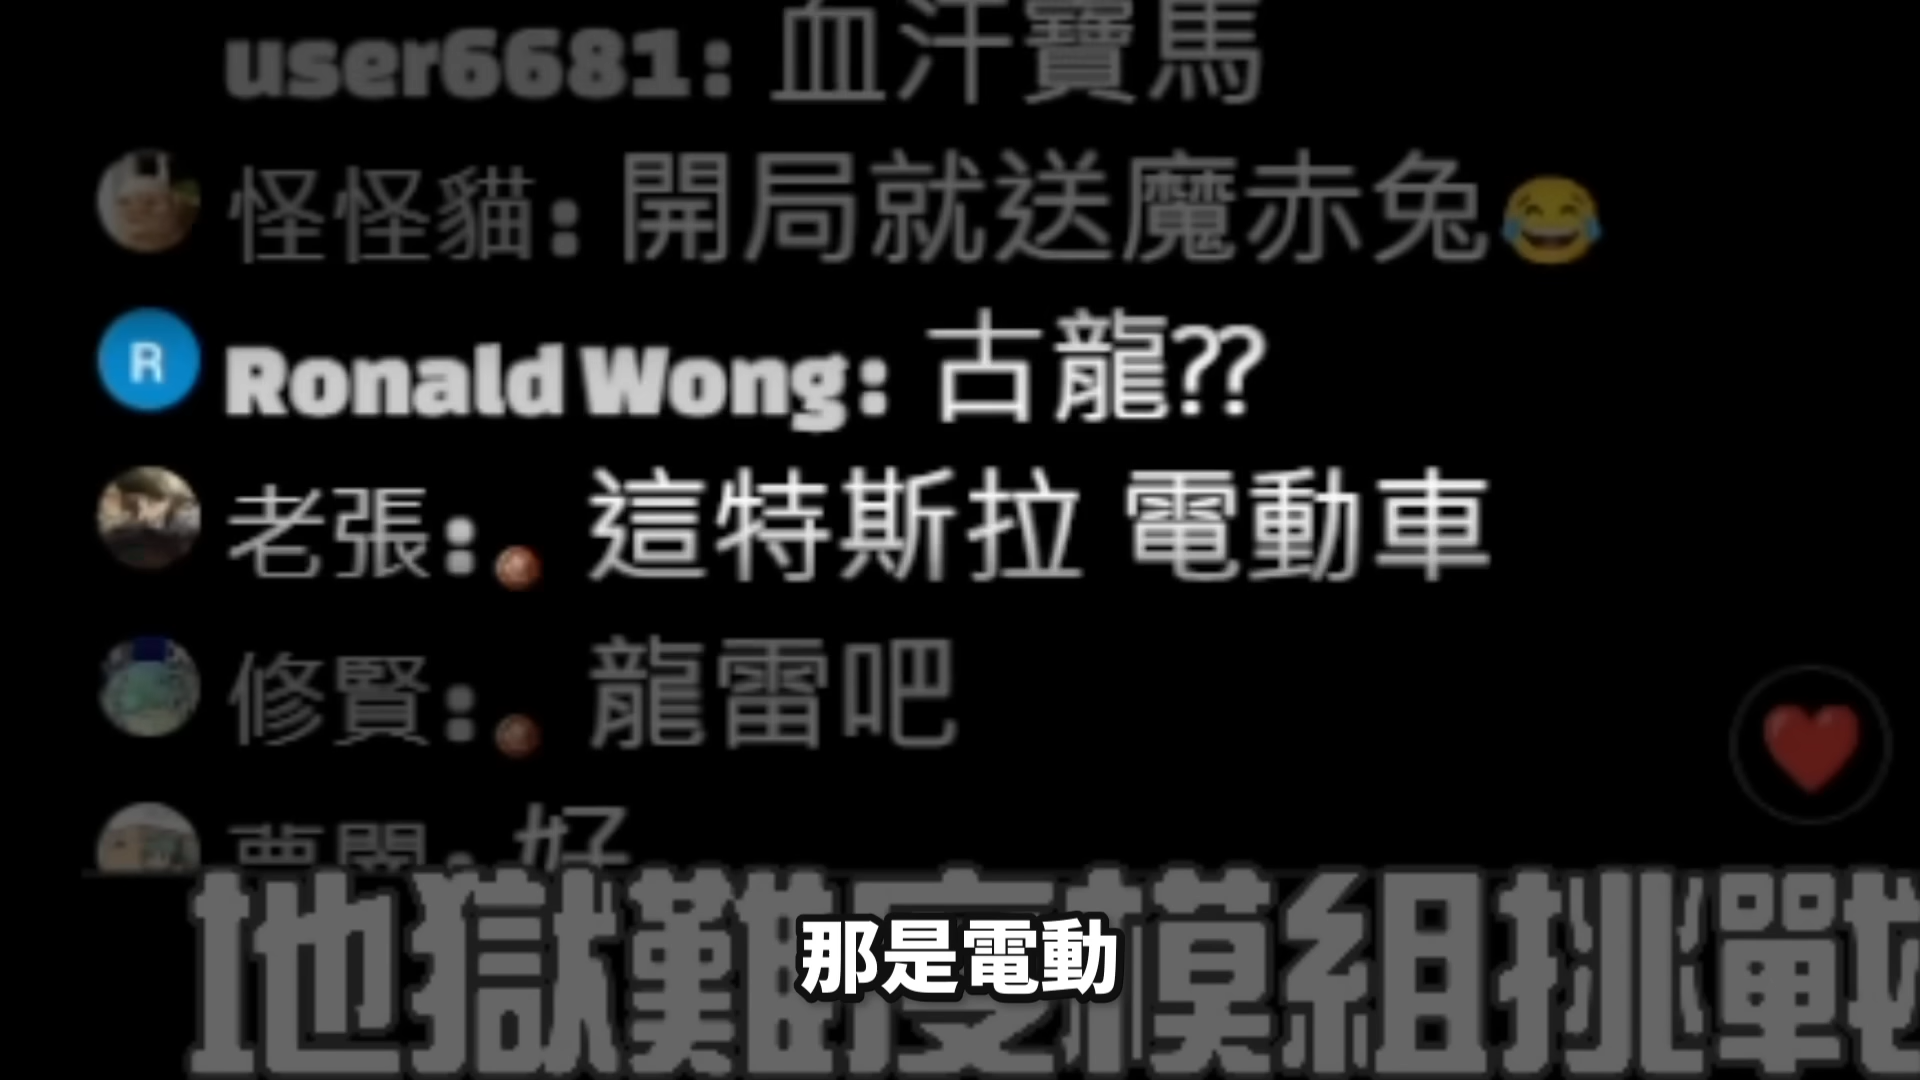 user6681: 血汗寶馬
怪怪貓: 開局就送魔赤兔😂
R Ronald Wong: 古龍??
老張: 這特斯拉 電動車
修賢: 龍雷吧
好
地獄難度模組挑戰
那是電動